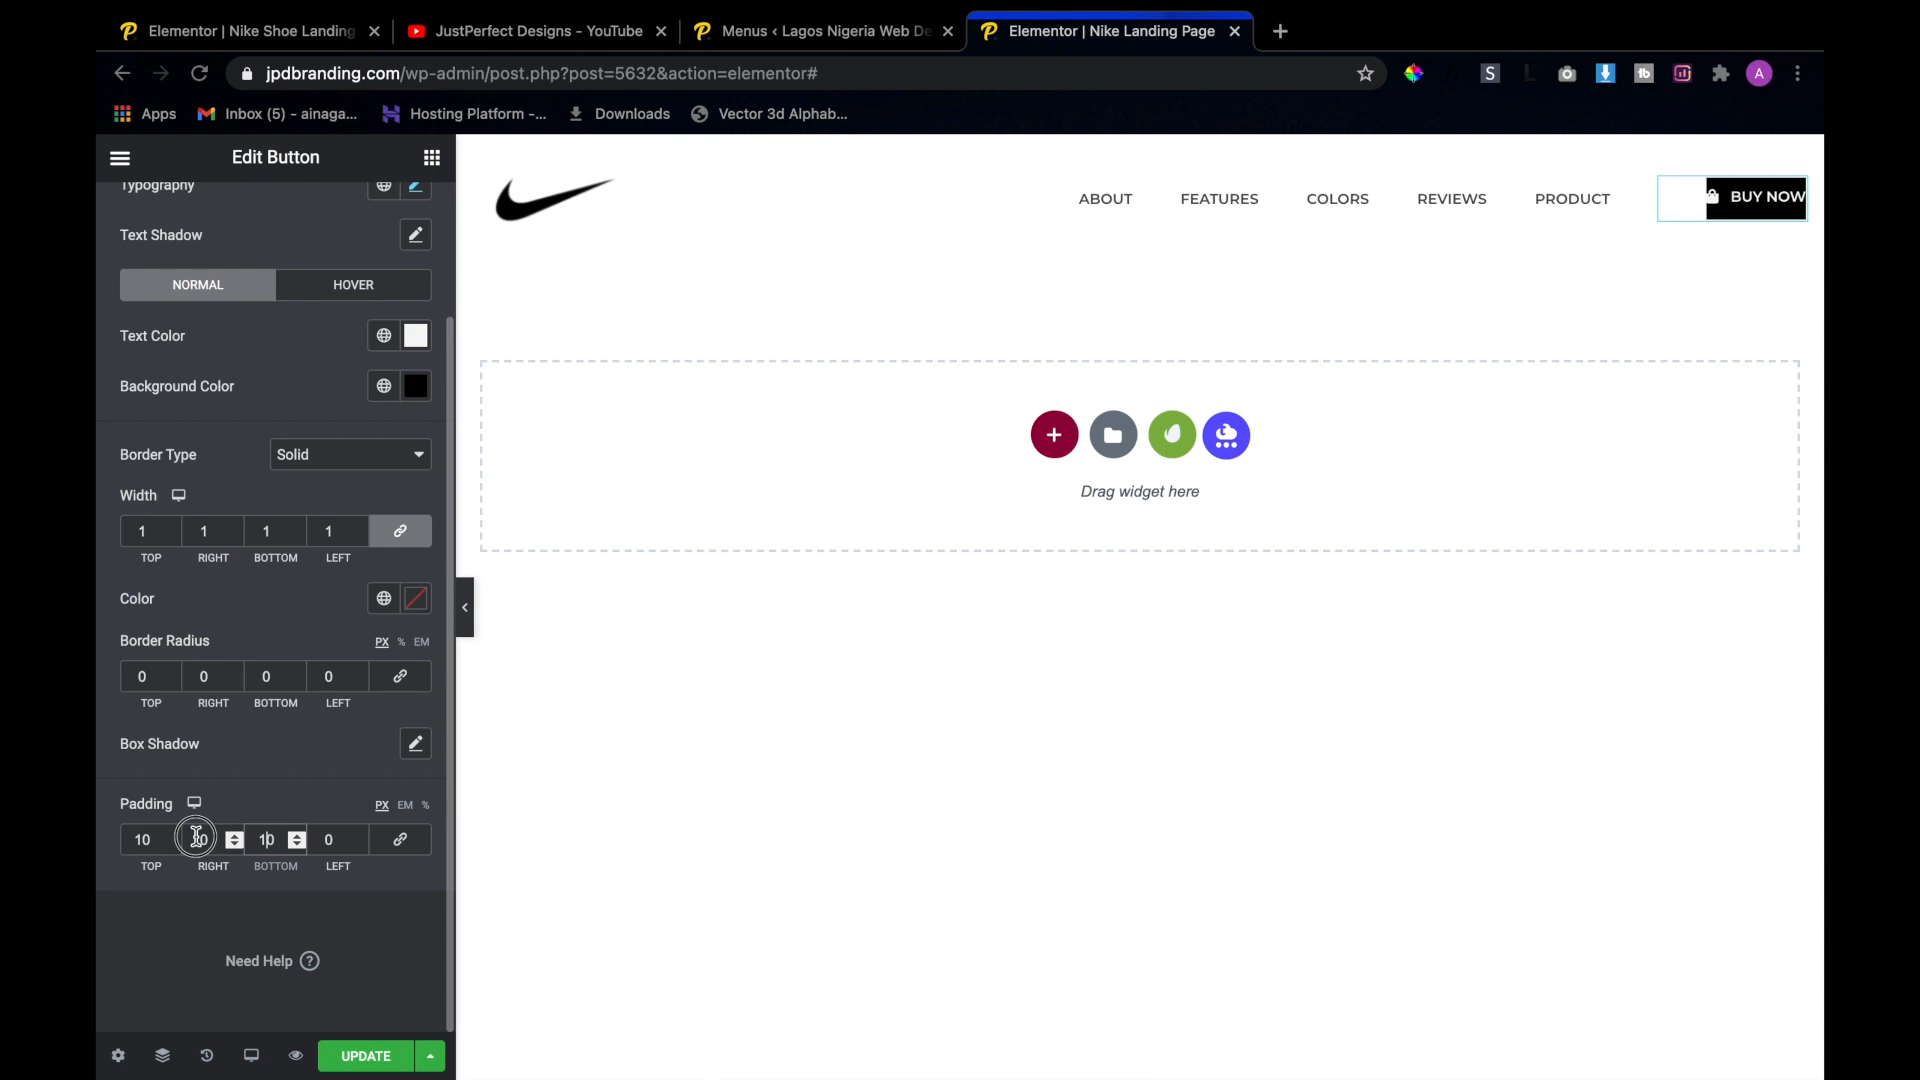 Elementor | Nike Shoe Landing
JustPerfect Designs - YouTube
Menus ‹ Lagos Nigeria Web De
Elementor | Nike Landing Page
jpdbranding.com/wp-admin/post.php?post=5632&action=elementor#
S
tb
A
Apps
Inbox (5) - ainaga...
Hosting Platform -...
Downloads
Vector 3d Alphab...
Edit Button
Typography
Text Shadow
NORMAL HOVER
Text Color
Background Color
Border Type Solid
Width
1 1 1 1
TOP RIGHT BOTTOM LEFT
Color
Border Radius PX % EM
0 0 0 0
TOP RIGHT BOTTOM LEFT
Box Shadow
Padding PX EM %
10 10 0
TOP RIGHT BOTTOM LEFT
Need Help ?
UPDATE
ABOUT FEATURES COLORS REVIEWS PRODUCT BUY NOW
Drag widget here